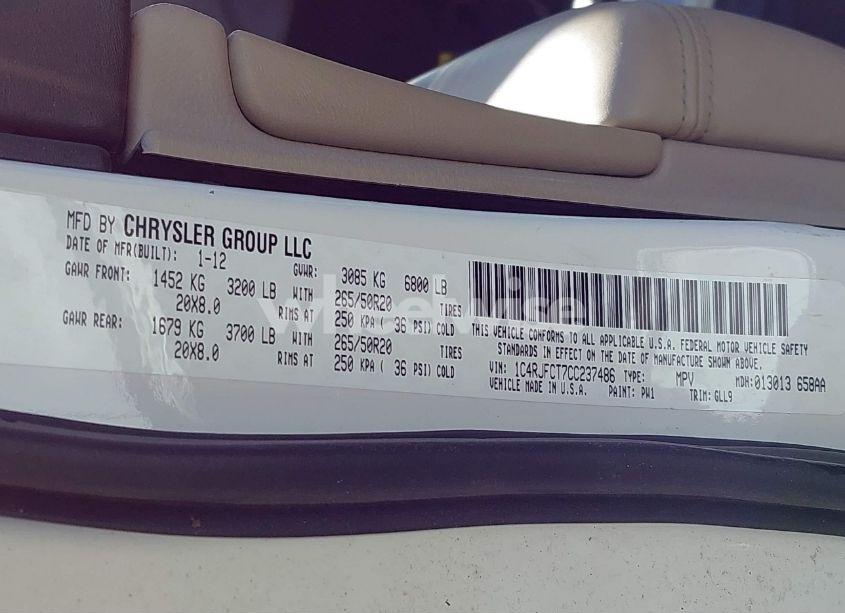 MFD BY CHRYSLER GROUP LLC
DATE OF MFR(BUILT): 1-12 GVWR: 3085 KG 6800 LB
GAWR FRONT: 1452 KG 3200 LB WITH 265/50R20 TIRES
20X8.0 RIMS AT 250 KPA ( 36 PSI) COLD
GAWR REAR: 1679 KG 3700 LB WITH 265/50R20 TIRES
20X8.0 RIMS AT 250 KPA ( 36 PSI) COLD
THIS VEHICLE CONFORMS TO ALL APPLICABLE U.S.A. FEDERAL MOTOR VEHICLE SAFETY
STANDARDS IN EFFECT ON THE DATE OF MANUFACTURE SHOWN ABOVE.
VIN: 1C4RJFCT7CC237486 TYPE: MPV MDH:013013 658AA
VEHICLE MADE IN U.S.A. PAINT: PW1 TRIM: GLL9
wheelwise